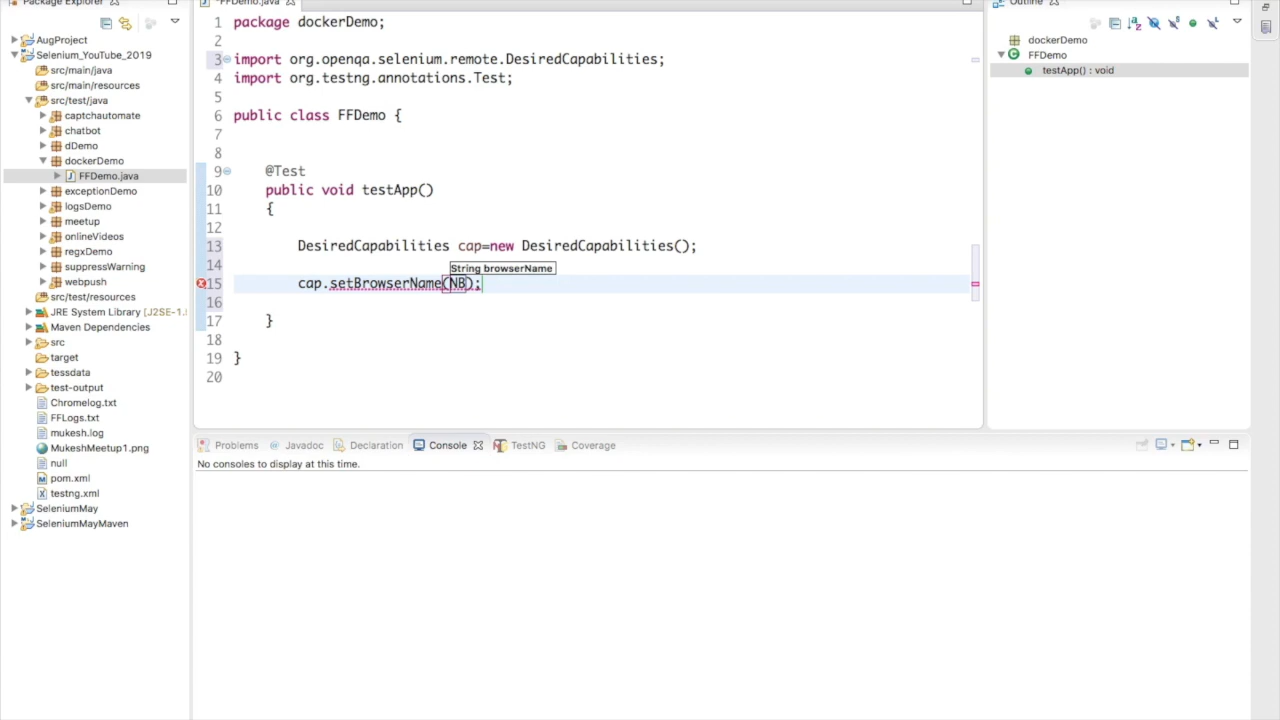 Package Explorer
AugProject
Selenium_YouTube_2019
src/main/java
src/main/resources
src/test/java
captchautomate
chatbot
dDemo
dockerDemo
FFDemo.java
exceptionDemo
logsDemo
meetup
onlineVideos
regxDemo
suppressWarning
webpush
src/test/resources
JRE System Library [J2SE-1.
Maven Dependencies
src
target
tessdata
test-output
Chromelog.txt
FFLogs.txt
mukesh.log
MukeshMeetup1.png
null
pom.xml
testng.xml
SeleniumMay
SeleniumMayMaven
*FFDemo.java
1 package dockerDemo;
2
3 import org.openqa.selenium.remote.DesiredCapabilities;
4 import org.testng.annotations.Test;
5
6 public class FFDemo {
7
8
9 @Test
10 public void testApp()
11 {
12
13 DesiredCapabilities cap=new DesiredCapabilities();
14
String browserName
15 cap.setBrowserName(NB);
16
17 }
18
19 }
20
Outline
dockerDemo
FFDemo
testApp() : void
Problems Javadoc Declaration Console TestNG Coverage
No consoles to display at this time.